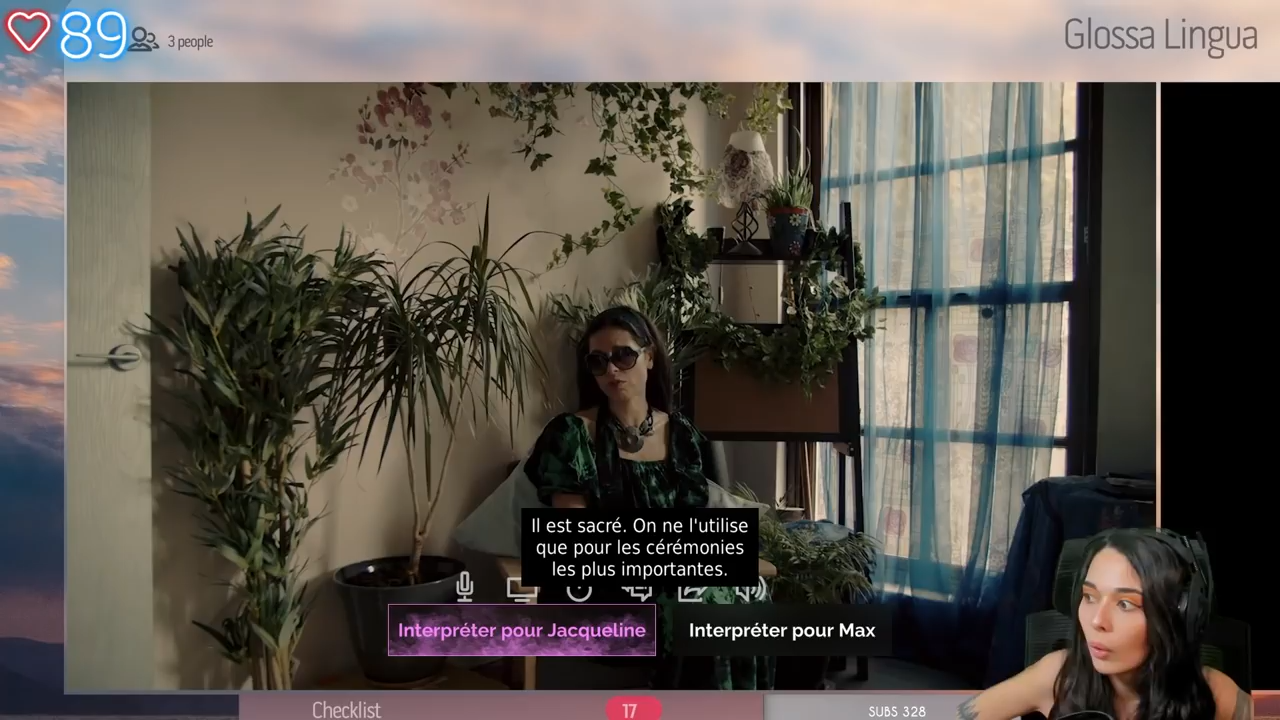 89
3 people
Glossa Lingua
Il est sacré. On ne l'utilise
que pour les cérémonies
les plus importantes.
Interpréter pour Jacqueline
Interpréter pour Max
Checklist
17
SUBS 328